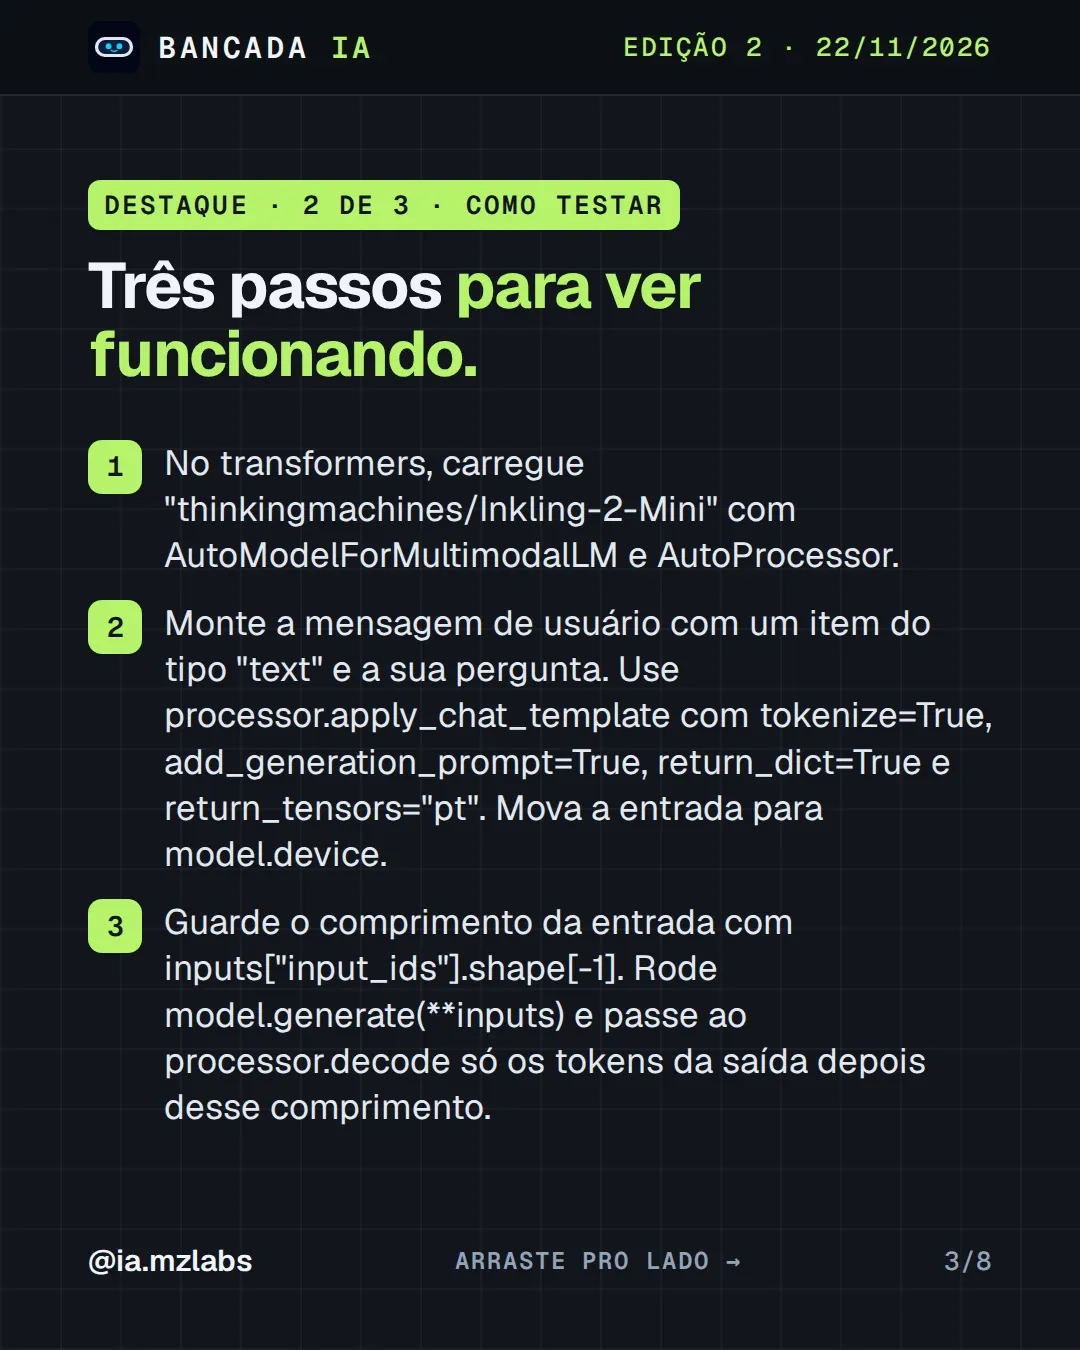 BANCADA IA
EDIÇÃO 2 · 22/11/2026
DESTAQUE · 2 DE 3 · COMO TESTAR
Três passos para ver
funcionando.
1
No transformers, carregue
"thinkingmachines/Inkling-2-Mini" com
AutoModelForMultimodalLM e AutoProcessor.
2
Monte a mensagem de usuário com um item do
tipo "text" e a sua pergunta. Use
processor.apply_chat_template com tokenize=True,
add_generation_prompt=True, return_dict=True e
return_tensors="pt". Mova a entrada para
model.device.
3
Guarde o comprimento da entrada com
inputs["input_ids"].shape[-1]. Rode
model.generate(**inputs) e passe ao
processor.decode só os tokens da saída depois
desse comprimento.
@ia.mzlabs
ARRASTE PRO LADO →
3/8